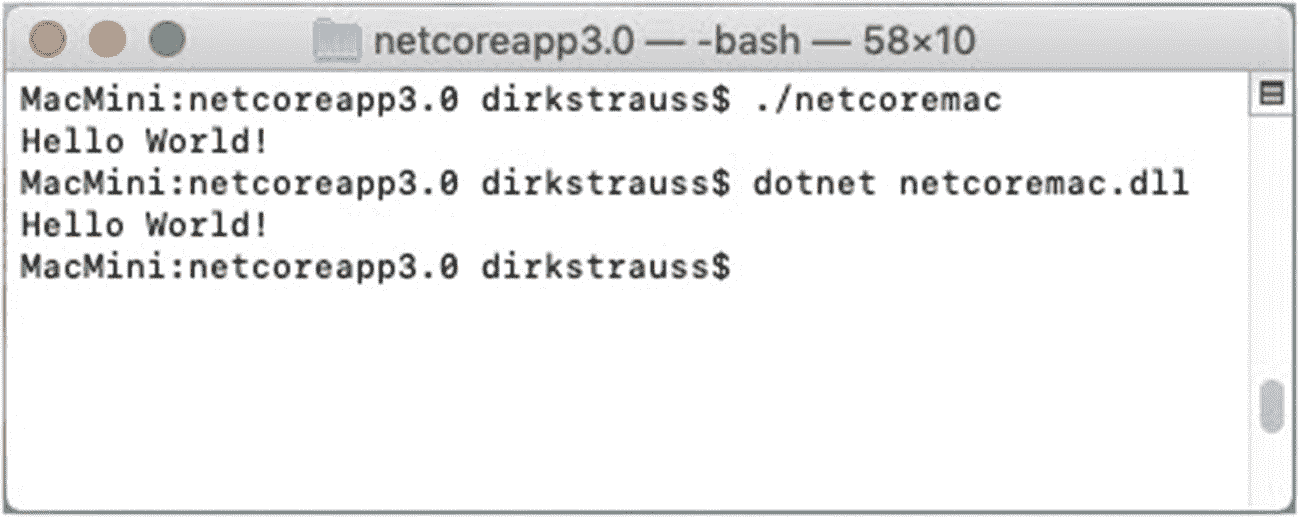 netcoreapp3.0 — -bash — 58×10
MacMini:netcoreapp3.0 dirkstrauss$ ./netcoremac
Hello World!
MacMini:netcoreapp3.0 dirkstrauss$ dotnet netcoremac.dll
Hello World!
MacMini:netcoreapp3.0 dirkstrauss$